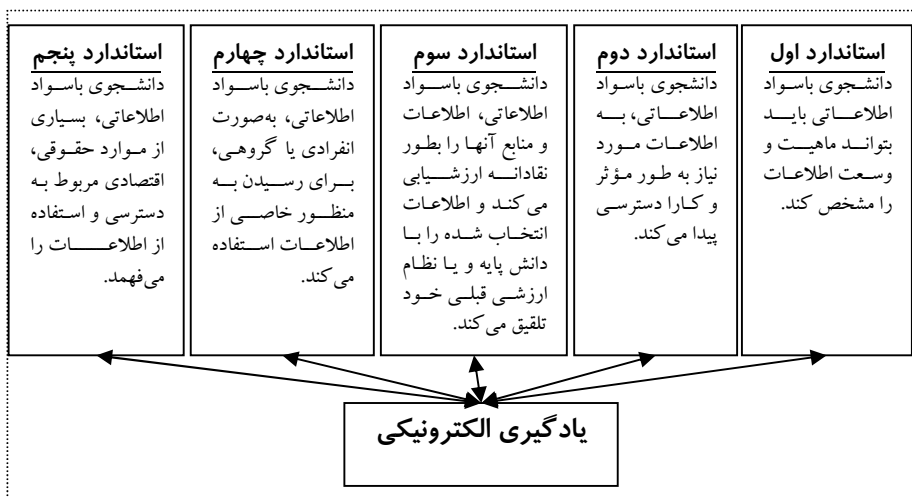 استاندارد اول
دانشجوی باسواد
اطلاعاتی باید
بتواند ماهیت و
وسعت اطلاعات
را مشخص کند.
استاندارد دوم
دانشجوی باسواد
اطلاعاتی، به
اطلاعات مورد
نیاز به طور مؤثر
و کارا دسترسی
پیدا می‌کند.
استاندارد سوم
دانشجوی باسواد
اطلاعاتی، اطلاعات
و منابع آنها را بطور
نقادانه ارزشیابی
می‌کند و اطلاعات
انتخاب شده را با
دانش پایه و یا نظام
ارزشی قبلی خود
تلقیق می‌کند.
استاندارد چهارم
دانشجوی باسواد
اطلاعاتی، به‌صورت
انفرادی یا گروهی،
برای رسیدن به
منظور خاصی از
اطلاعات استفاده
می‌کند.
استاندارد پنجم
دانشجوی باسواد
اطلاعاتی، بسیاری
از موارد حقوقی،
اقتصادی مربوط به
دسترسی و استفاده
از اطلاعات را
می‌فهمد.
یادگیری الکترونیکی